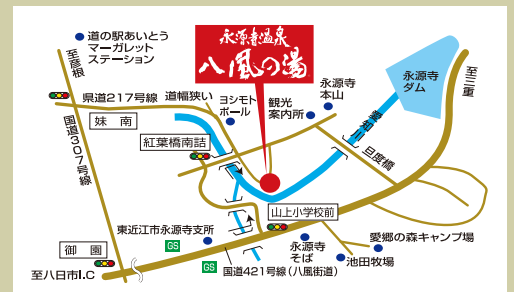 道の駅あいとう
マーガレット
ステーション
至彦根
永源寺温泉
八風の湯
永源寺
ダム
至三重
県道217号線
道幅狭い
ヨシモト
ポール
観光
案内所
永源寺
本山
愛知川
妹南
紅葉橋南詰
旦度橋
国道307号線
山上小学校前
東近江市永源寺支所
GS
御園
GS
永源寺
そば
愛郷の森キャンプ場
池田牧場
至八日市I.C
国道421号線(八風街道)